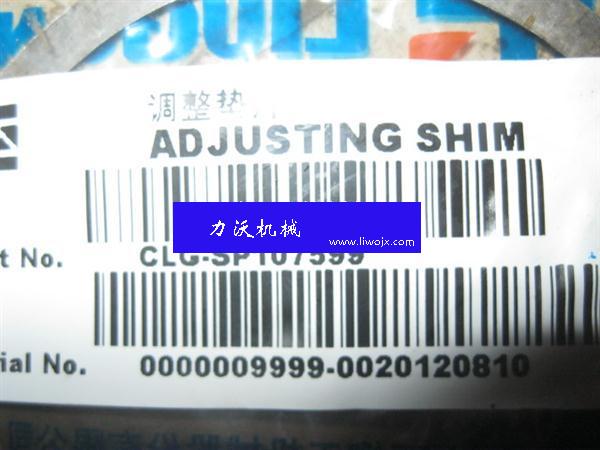 调整垫片
ADJUSTING SHIM
力沃机械
www.liwojx.com
t No. CLG-SP107599
ial No. 0000009999-0020120810